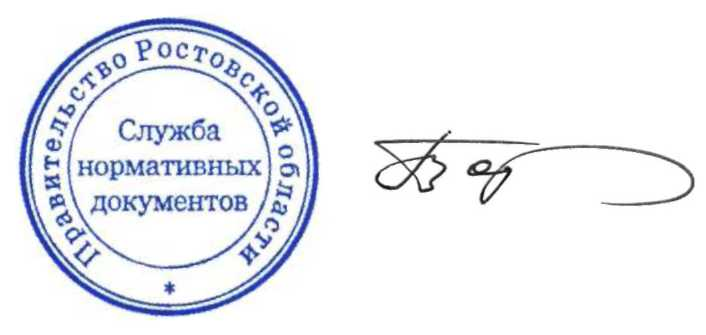 Правительство Ростовской области
Служба
нормативных
документов
*